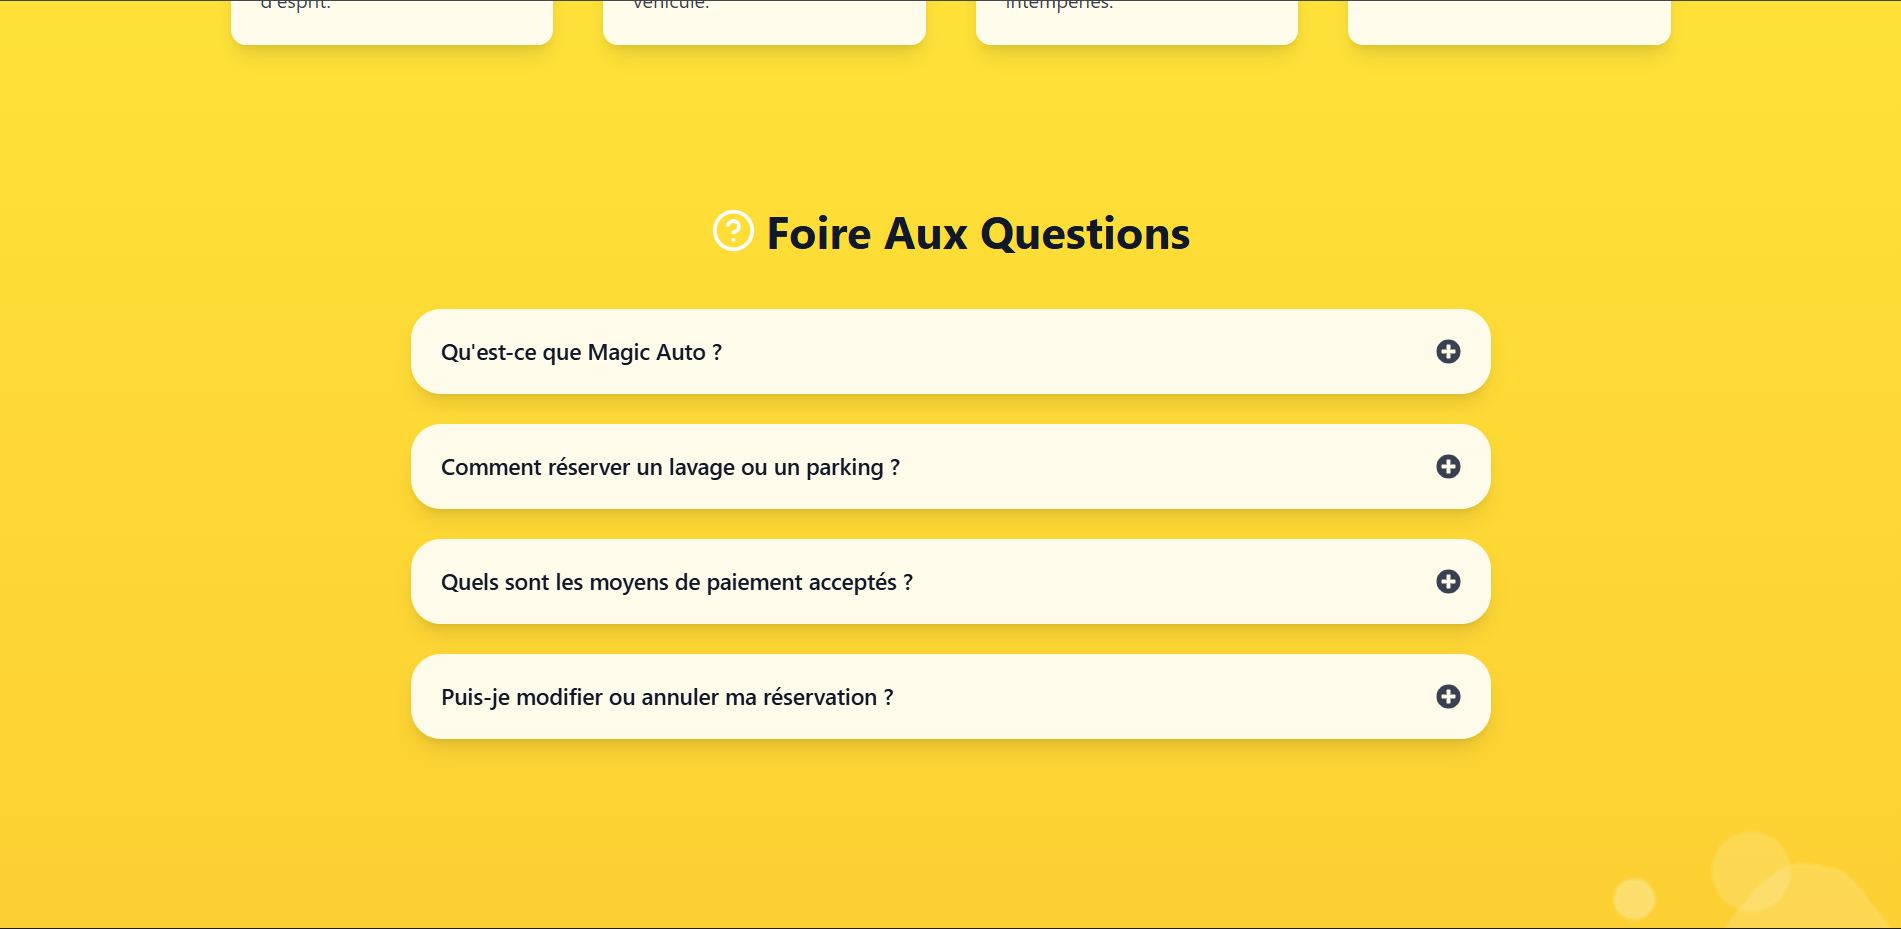 d'esprit. véhicule. intempéries.
Foire Aux Questions
Qu'est-ce que Magic Auto ?
Comment réserver un lavage ou un parking ?
Quels sont les moyens de paiement acceptés ?
Puis-je modifier ou annuler ma réservation ?